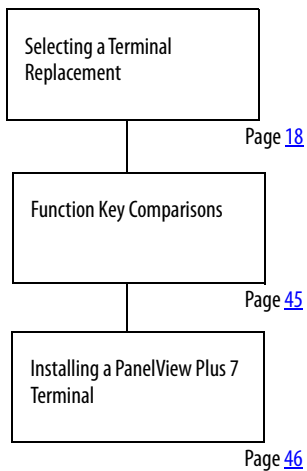 Selecting a Terminal
Replacement
Page 18
Function Key Comparisons
Page 45
Installing a PanelView Plus 7
Terminal
Page 46